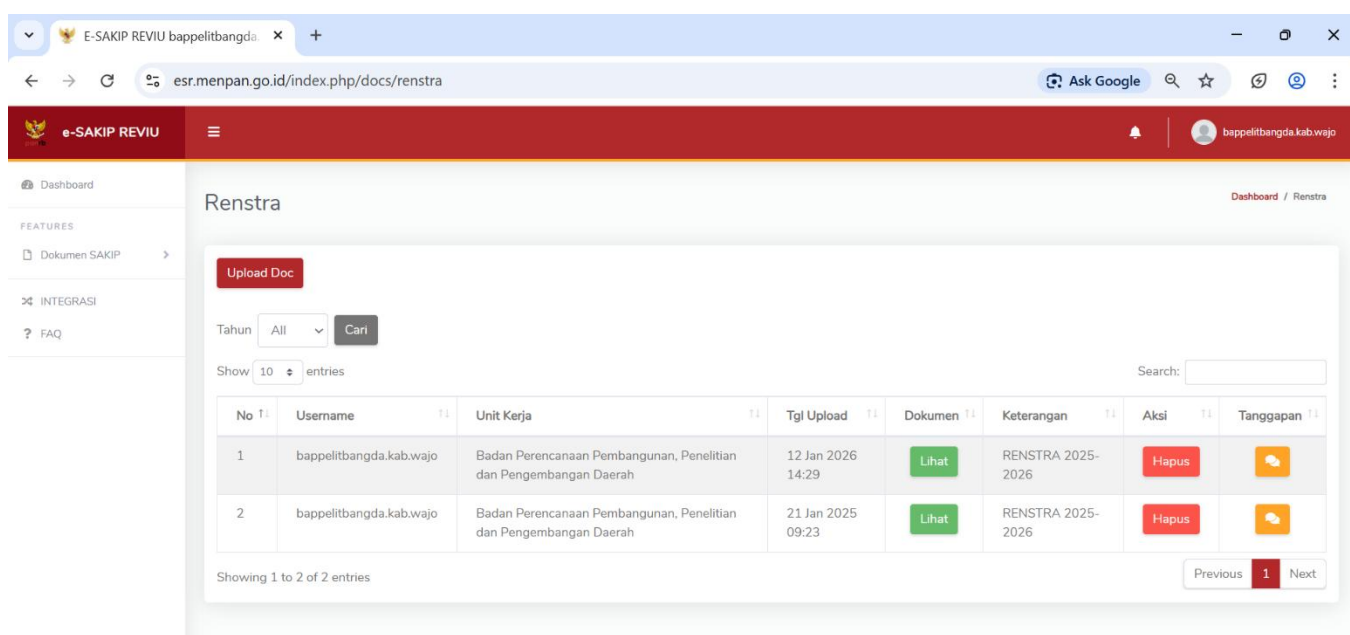 E-SAKIP REVIU bappelitbangda.
esr.menpan.go.id/index.php/docs/renstra
Ask Google
e-SAKIP REVIU
bappelitbangda.kab.wajo
Dashboard
FEATURES
Dokumen SAKIP
INTEGRASI
FAQ
Renstra
Dashboard / Renstra
Upload Doc
Tahun All Cari
Show 10 entries
Search:
No Username Unit Kerja Tgl Upload Dokumen Keterangan Aksi Tanggapan
1 bappelitbangda.kab.wajo Badan Perencanaan Pembangunan, Penelitian 12 Jan 2026 Lihat RENSTRA 2025- Hapus
dan Pengembangan Daerah 14:29 2026
2 bappelitbangda.kab.wajo Badan Perencanaan Pembangunan, Penelitian 21 Jan 2025 Lihat RENSTRA 2025- Hapus
dan Pengembangan Daerah 09:23 2026
Showing 1 to 2 of 2 entries
Previous 1 Next